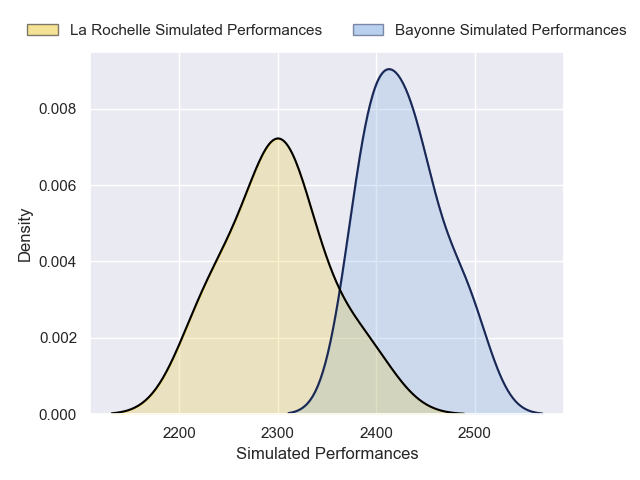 La Rochelle Simulated Performances Bayonne Simulated Performances
Density
0.008
0.006
0.004
0.002
0.000
2200 2300 2400 2500
Simulated Performances